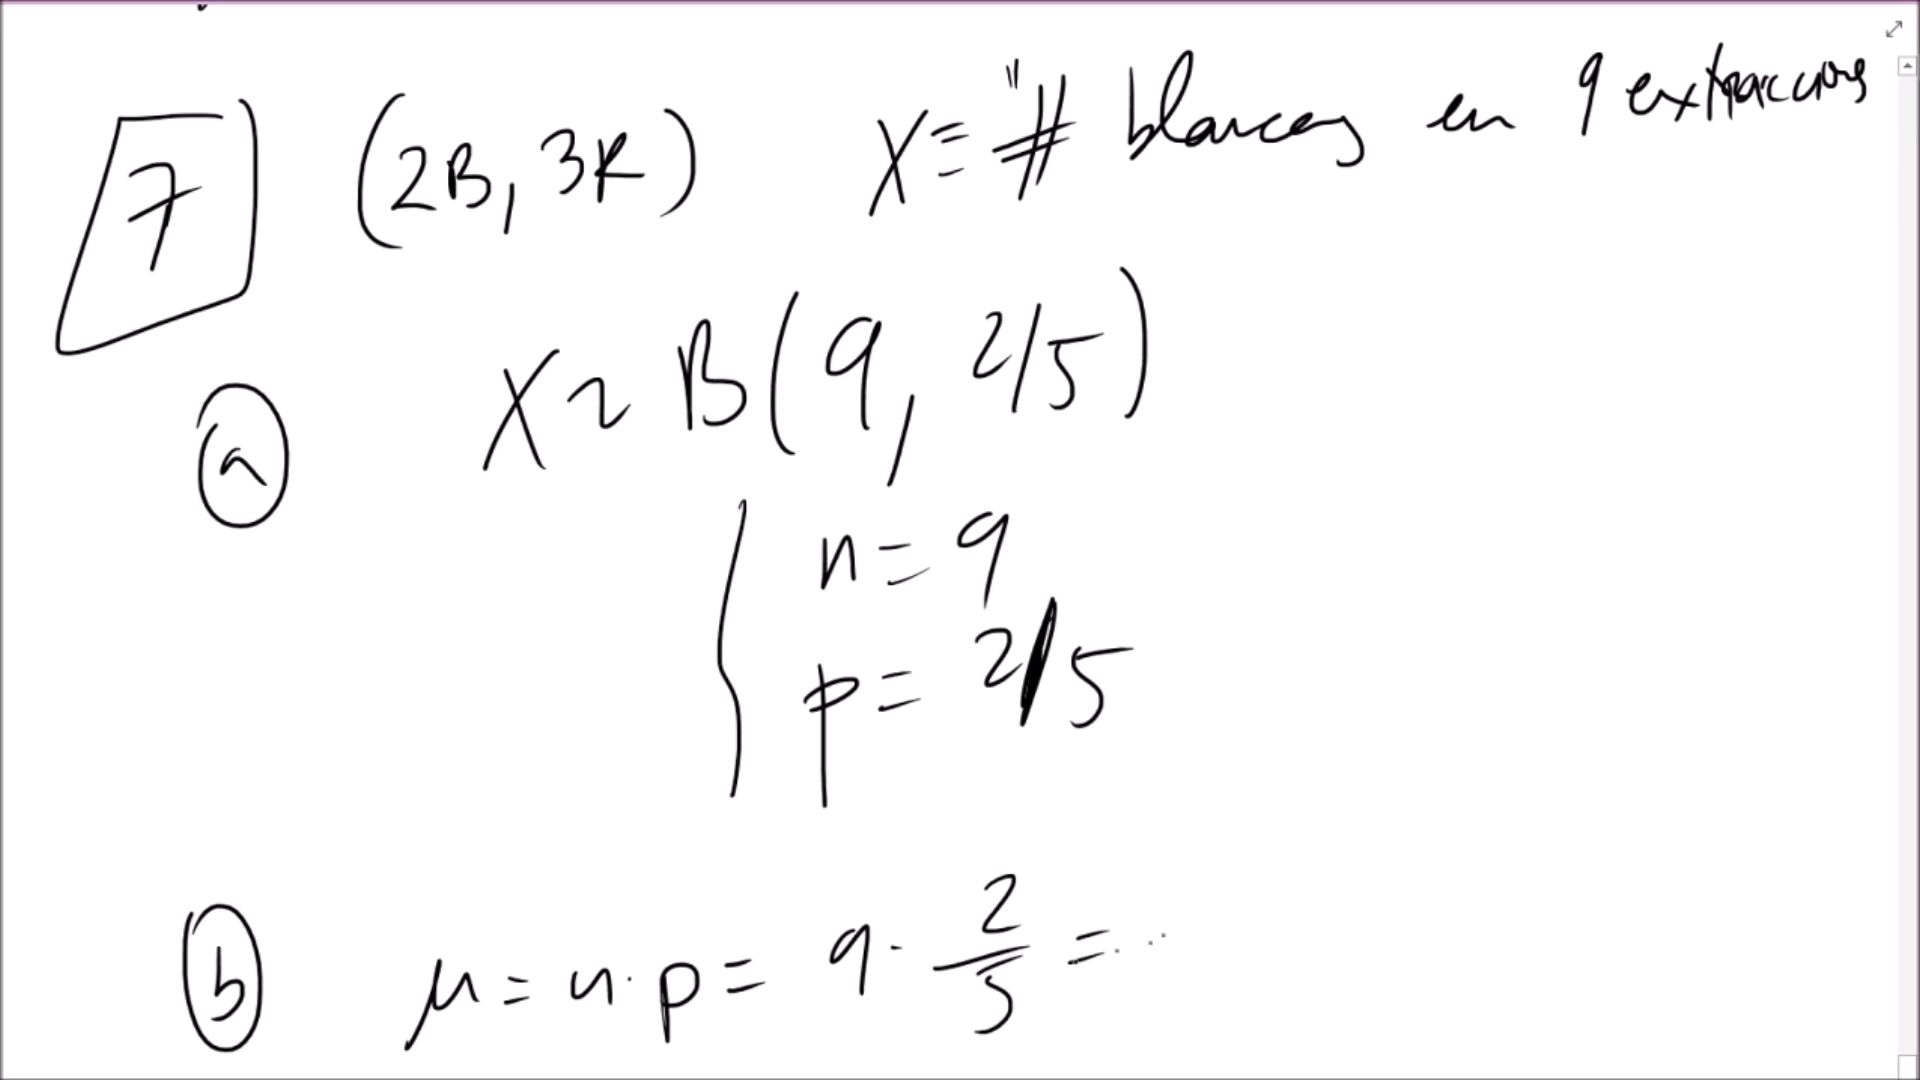 7 (2B, 3R) X = "# blancas en 9 extracciones
a X ~ B(9, 2/5)
n = 9
p = 2/5
b μ = n · p = 9 · 2/5 = ...